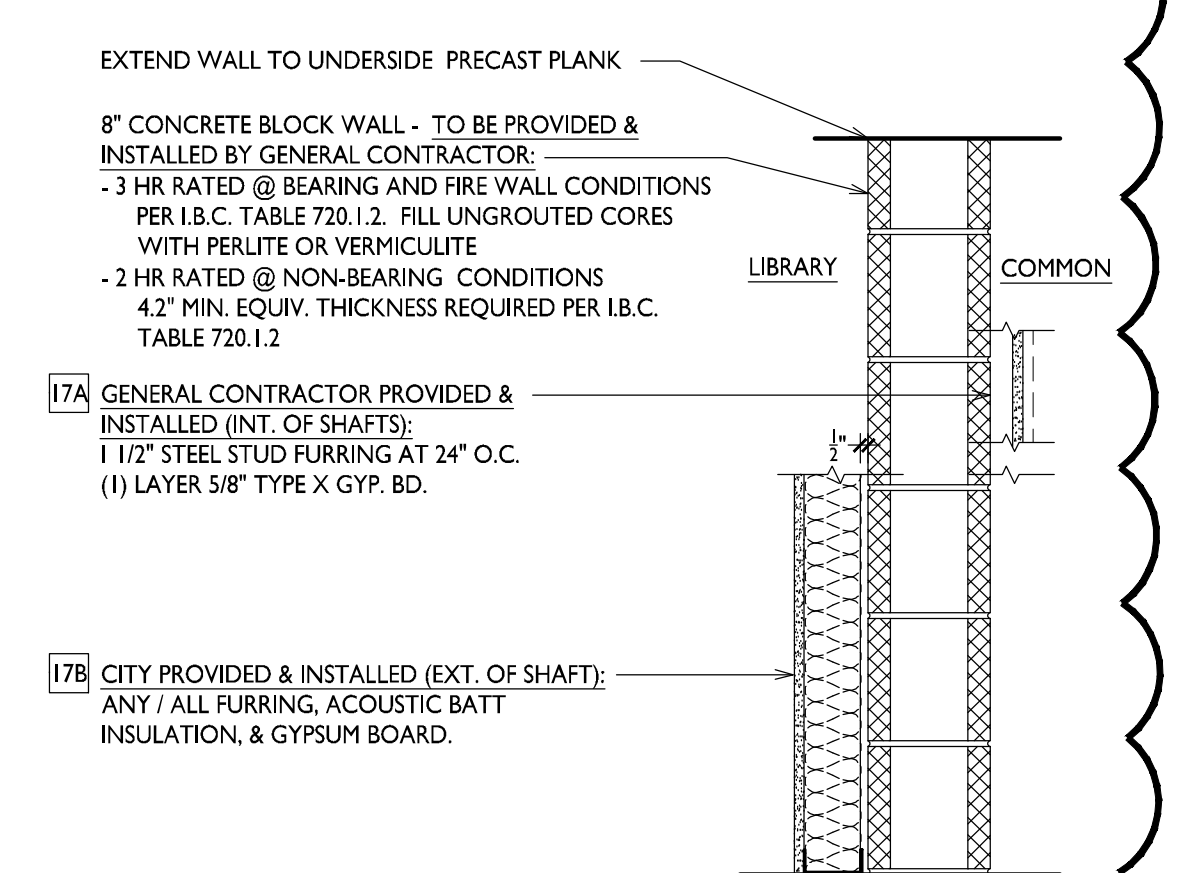 EXTEND WALL TO UNDERSIDE PRECAST PLANK
8" CONCRETE BLOCK WALL - TO BE PROVIDED &
INSTALLED BY GENERAL CONTRACTOR:
- 3 HR RATED @ BEARING AND FIRE WALL CONDITIONS
PER I.B.C. TABLE 720.1.2. FILL UNGROUTED CORES
WITH PERLITE OR VERMICULITE
- 2 HR RATED @ NON-BEARING CONDITIONS
4.2" MIN. EQUIV. THICKNESS REQUIRED PER I.B.C.
TABLE 720.1.2
LIBRARY
COMMON
17A GENERAL CONTRACTOR PROVIDED &
INSTALLED (INT. OF SHAFTS):
1 1/2" STEEL STUD FURRING AT 24" O.C.
(1) LAYER 5/8" TYPE X GYP. BD.
1/2"
17B CITY PROVIDED & INSTALLED (EXT. OF SHAFT):
ANY / ALL FURRING, ACOUSTIC BATT
INSULATION, & GYPSUM BOARD.